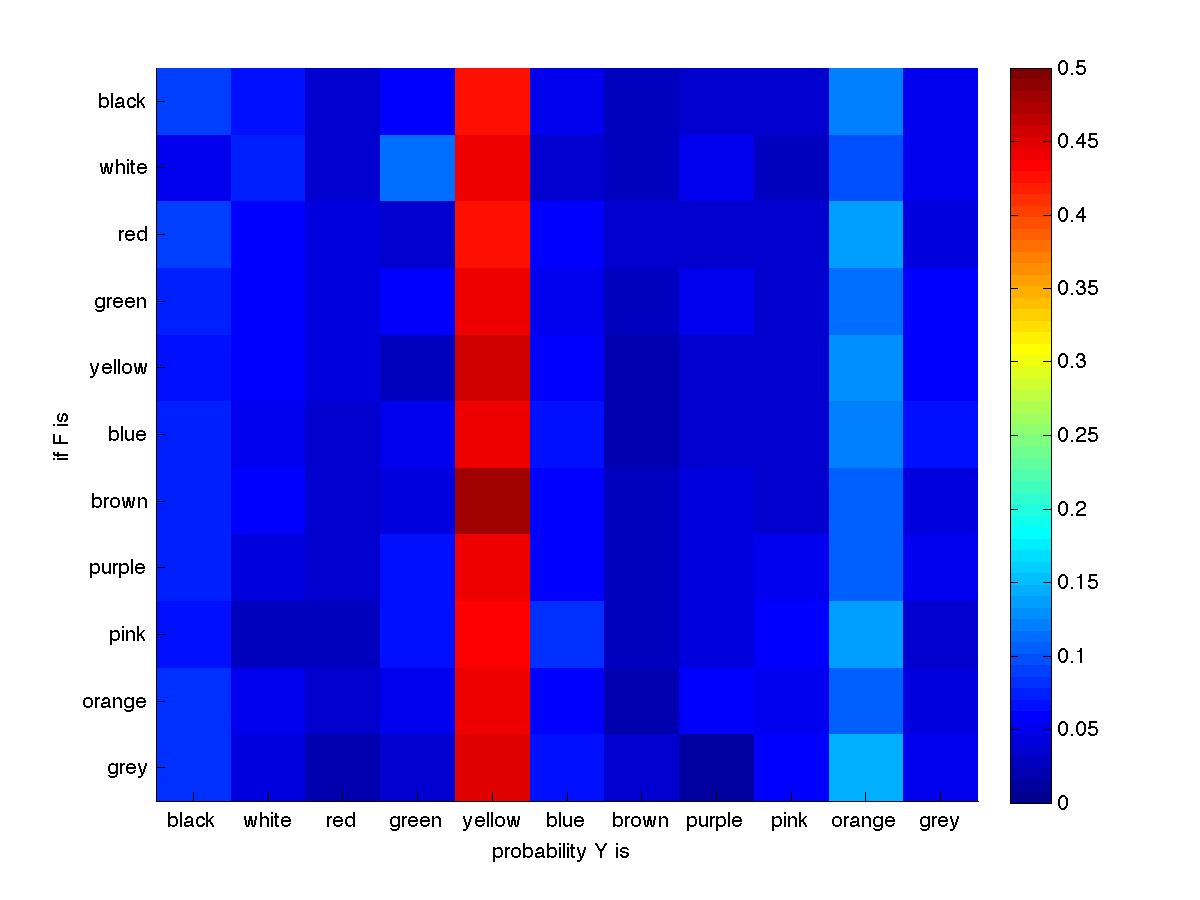 black
white
red
green
yellow
blue
brown
purple
pink
orange
grey
if F is
black white red green yellow blue brown purple pink orange grey
probability Y is
0.5
0.45
0.4
0.35
0.3
0.25
0.2
0.15
0.1
0.05
0